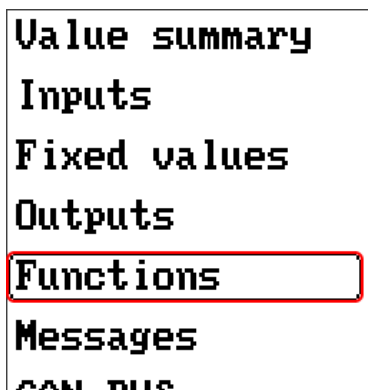 Value summary
Inputs
Fixed values
Outputs
Functions
Messages